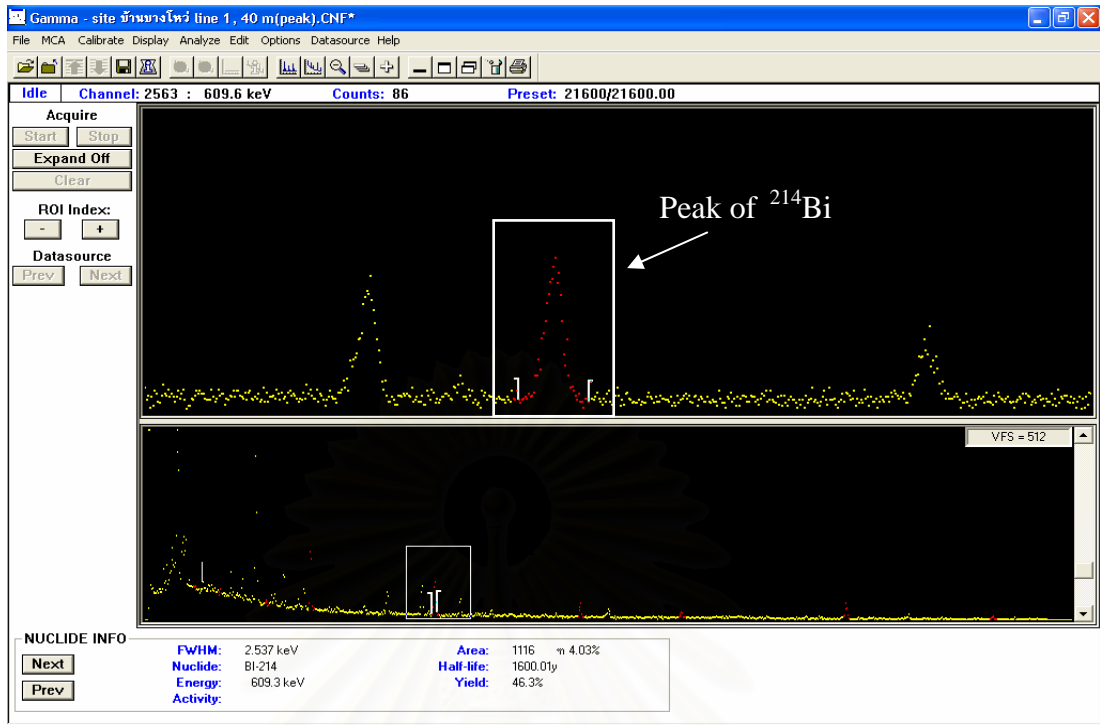 Gamma - site บ้านบางโหว่ line 1 , 40 m(peak).CNF*
File MCA Calibrate Display Analyze Edit Options Datasource Help
Idle Channel: 2563 : 609.6 keV Counts: 86 Preset: 21600/21600.00
Acquire
Start Stop
Expand Off
Clear
ROI Index:
- +
Datasource
Prev Next
Peak of ²¹⁴Bi
VFS = 512
NUCLIDE INFO
Next
Prev
FWHM: 2.537 keV Area: 1116 ฑ 4.03%
Nuclide: BI-214 Half-life: 1600.01y
Energy: 609.3 keV Yield: 46.3%
Activity: